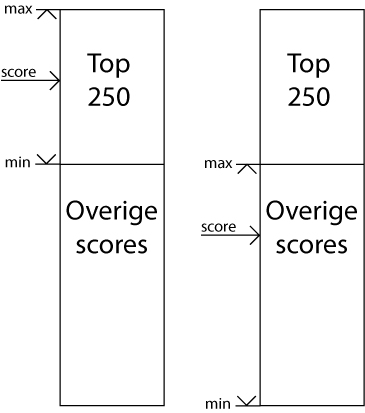 max
score
Top
250
min
Overige
scores
Top
250
max
Overige
scores
score
min